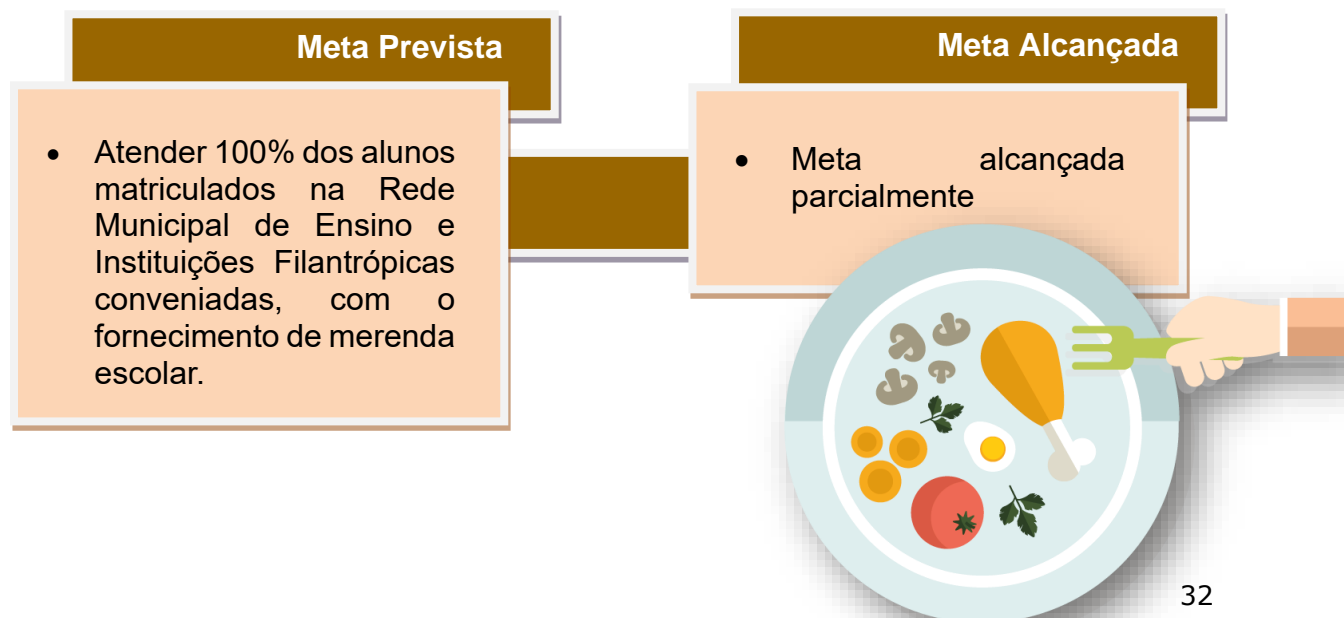 Meta Prevista
• Atender 100% dos alunos
matriculados na Rede
Municipal de Ensino e
Instituições Filantrópicas
conveniadas, com o
fornecimento de merenda
escolar.
Meta Alcançada
• Meta alcançada
parcialmente
32